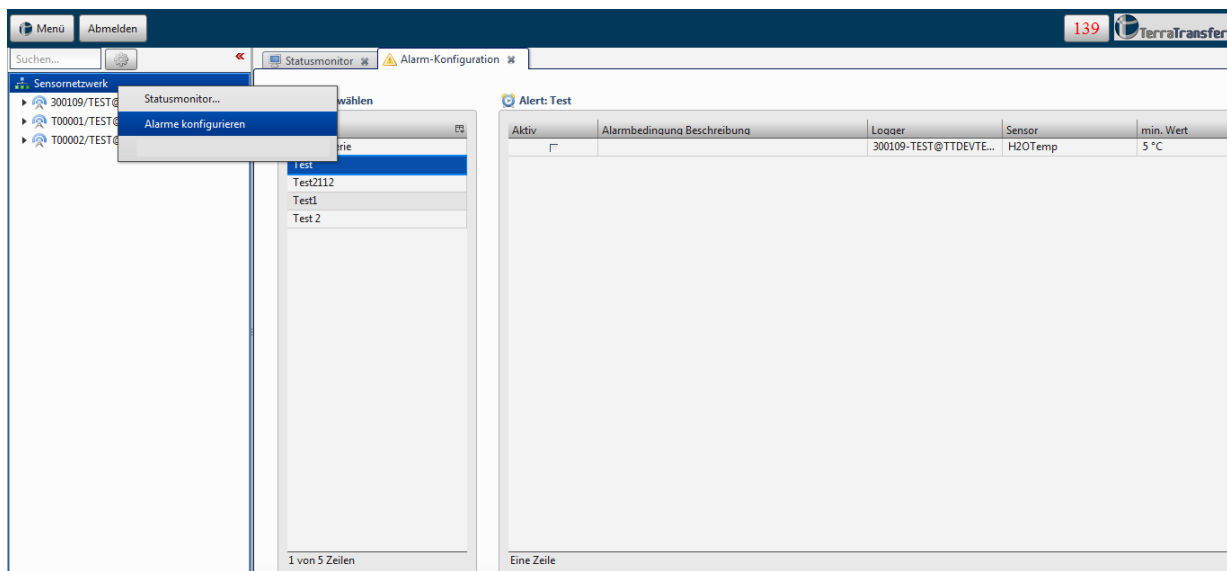 Menü Abmelden
139 TerraTransfer
Suchen...
Statusmonitor
Alarm-Konfiguration
Sensornetzwerk
300109/TEST@
T00001/TEST@
T00002/TEST@
Statusmonitor...
Alarme konfigurieren
wählen
erie
Test
Test2112
Test1
Test 2
1 von 5 Zeilen
Alert: Test
Aktiv Alarmbedingung Beschreibung Logger Sensor min. Wert
300109-TEST@TTDEVTE... H2OTemp 5 °C
Eine Zeile